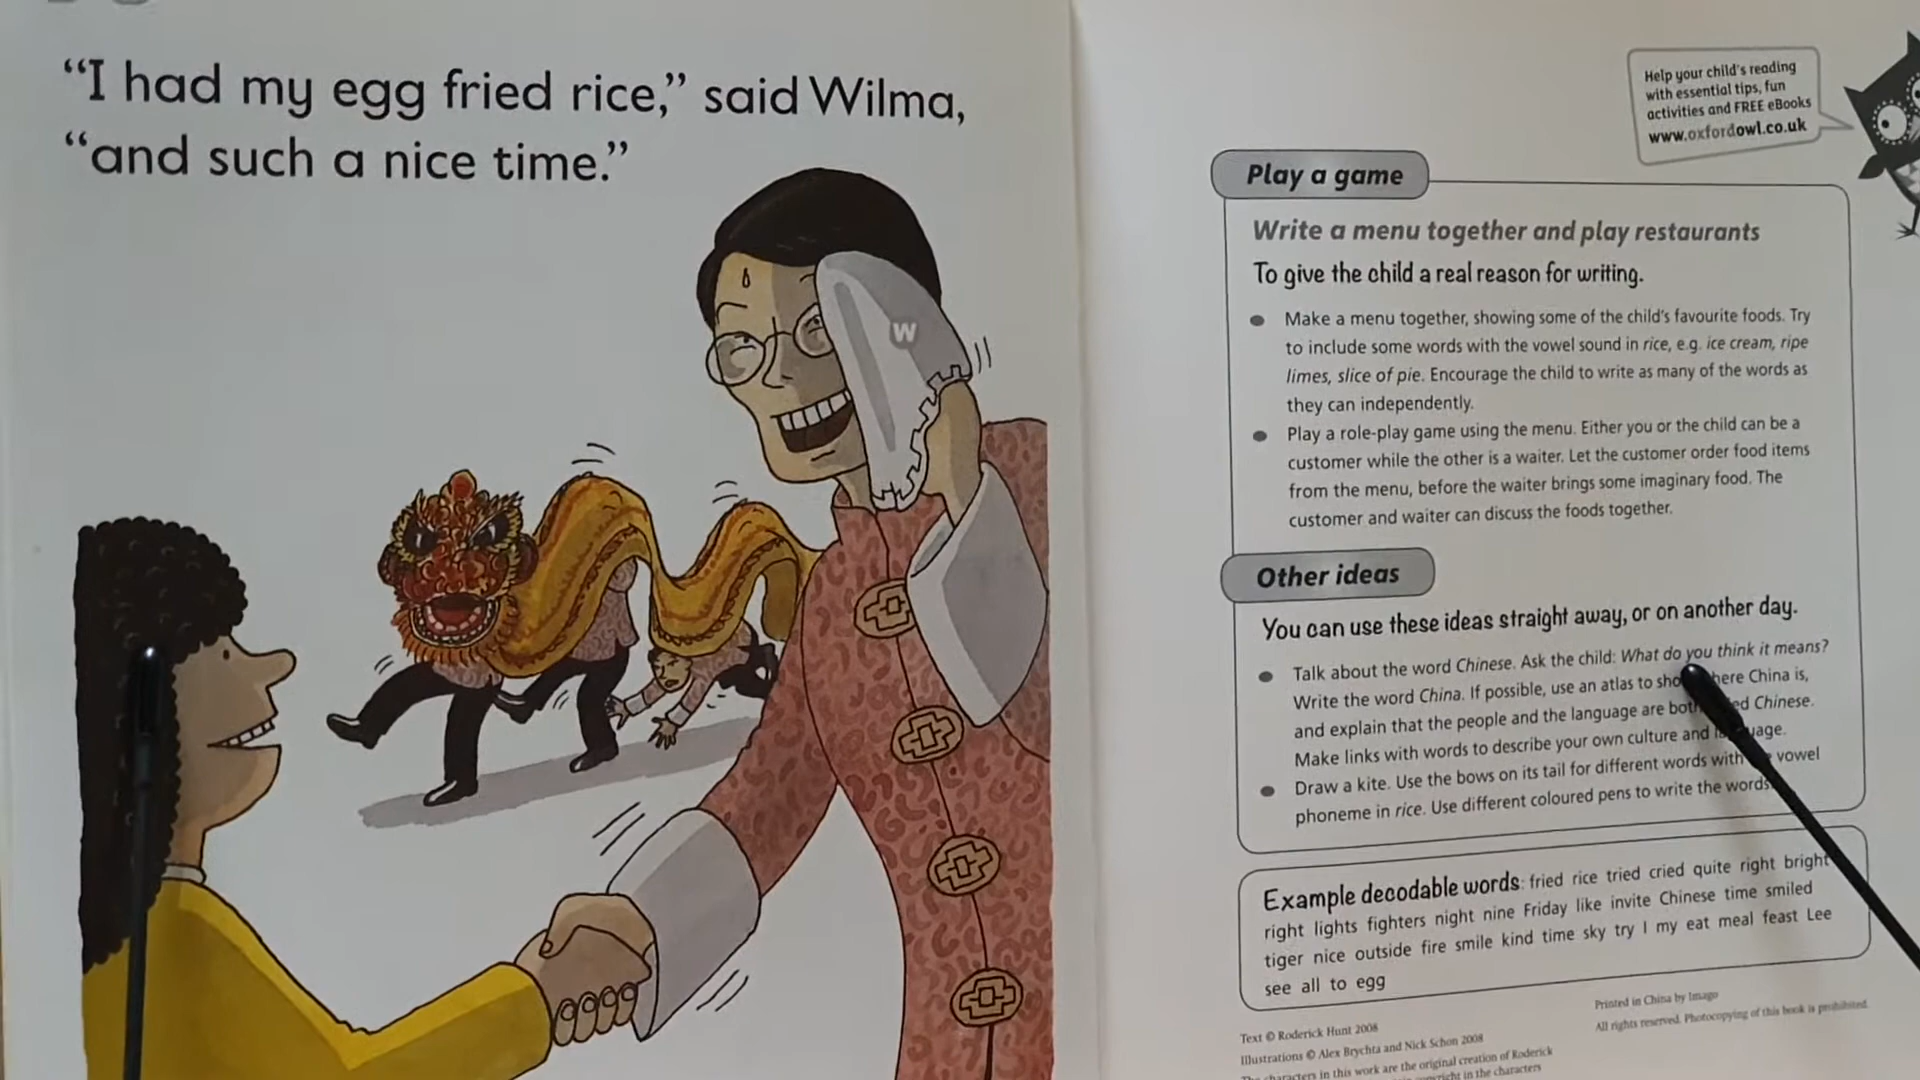 “I had my egg fried rice,” said Wilma,
“and such a nice time.”
W
Help your child's reading
with essential tips, fun
activities and FREE eBooks
www.oxfordowl.co.uk
Play a game
Write a menu together and play restaurants
To give the child a real reason for writing.
Make a menu together, showing some of the child's favourite foods. Try
to include some words with the vowel sound in rice, e.g. ice cream, ripe
limes, slice of pie. Encourage the child to write as many of the words as
they can independently.
Play a role-play game using the menu. Either you or the child can be a
customer while the other is a waiter. Let the customer order food items
from the menu, before the waiter brings some imaginary food. The
customer and waiter can discuss the foods together.
Other ideas
You can use these ideas straight away, or on another day.
Talk about the word Chinese. Ask the child: What do you think it means?
Write the word China. If possible, use an atlas to China is,
and explain that the people and the language are Chinese.
Make links with words to describe your own culture and
Draw a kite. Use the bows on its tail for different words with vowel
phoneme in rice. Use different coloured pens to write the words
Example decodable words: fried rice tried cried quite right bright
right lights fighters night nine Friday like invite Chinese time smiled
tiger nice outside fire smile kind time sky try I my eat meal feast Lee
see all to egg
Text © Roderick Hunt 2008
Illustrations © Alex Brychta and Nick Schon 2008
characters in this work are the original creation of Roderick
copyright in the characters
Printed in China by Imago
All rights reserved. Photocopying of this book is prohibited.